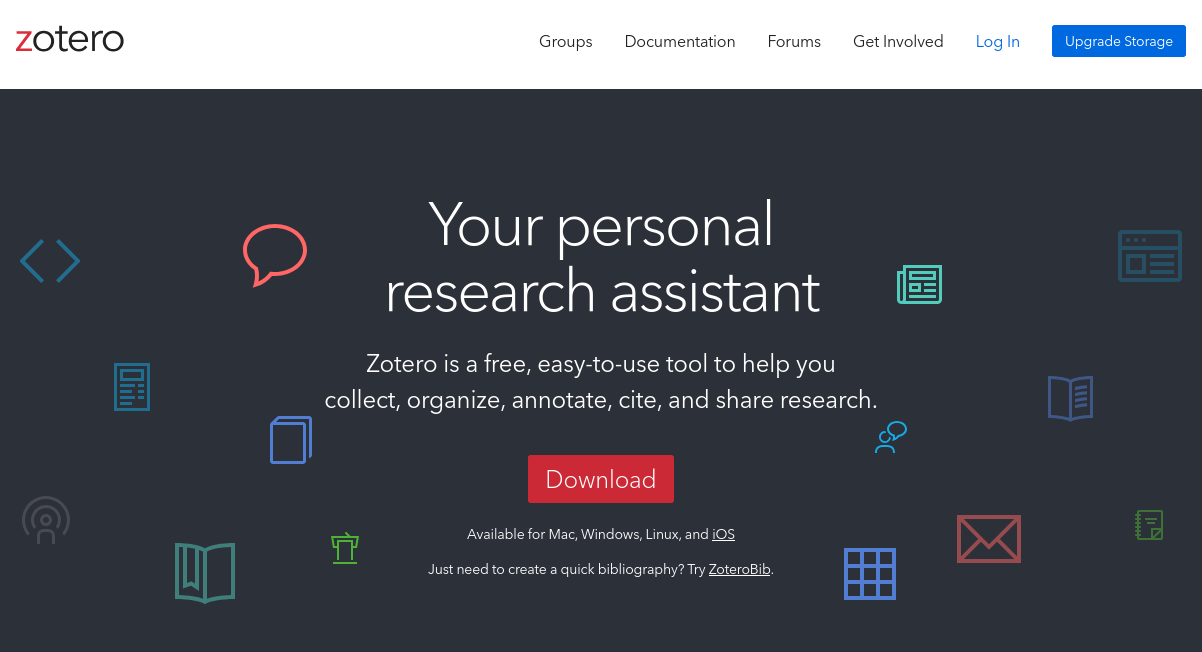 zotero
Groups
Documentation
Forums
Get Involved
Log In
Upgrade Storage
Your personal
research assistant
Zotero is a free, easy-to-use tool to help you
collect, organize, annotate, cite, and share research.
Download
Available for Mac, Windows, Linux, and iOS
Just need to create a quick bibliography? Try ZoteroBib.